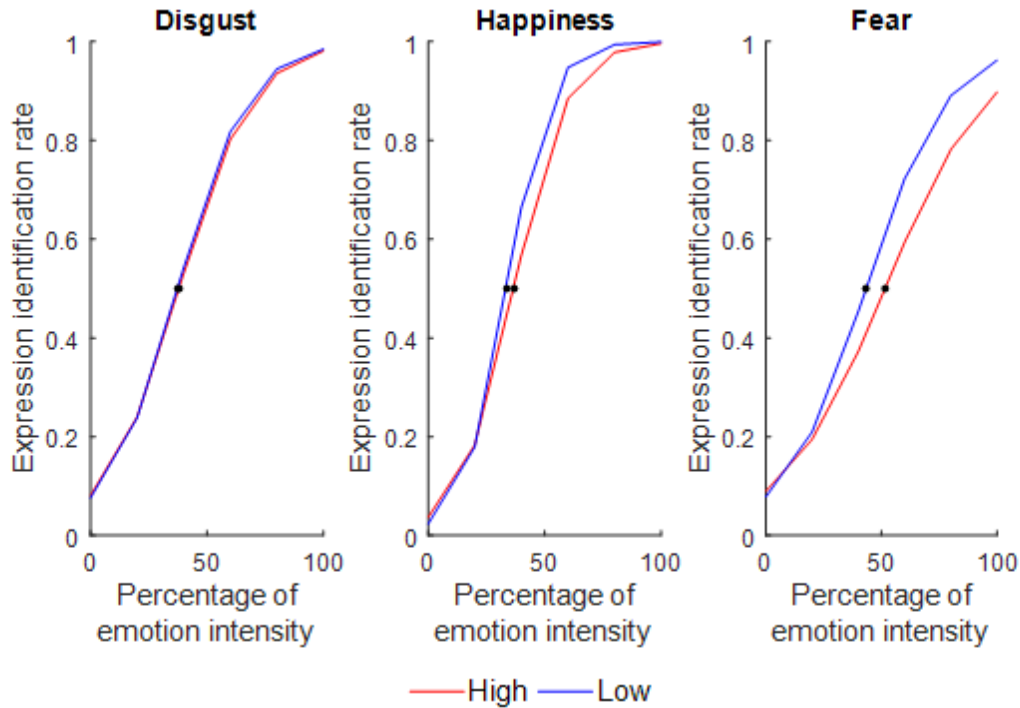 Disgust
Happiness
Fear
Expression identification rate
1
0.8
0.6
0.4
0.2
0
0
50
100
Percentage of
emotion intensity
Expression identification rate
1
0.8
0.6
0.4
0.2
0
0
50
100
Percentage of
emotion intensity
Expression identification rate
1
0.8
0.6
0.4
0.2
0
0
50
100
Percentage of
emotion intensity
High
Low